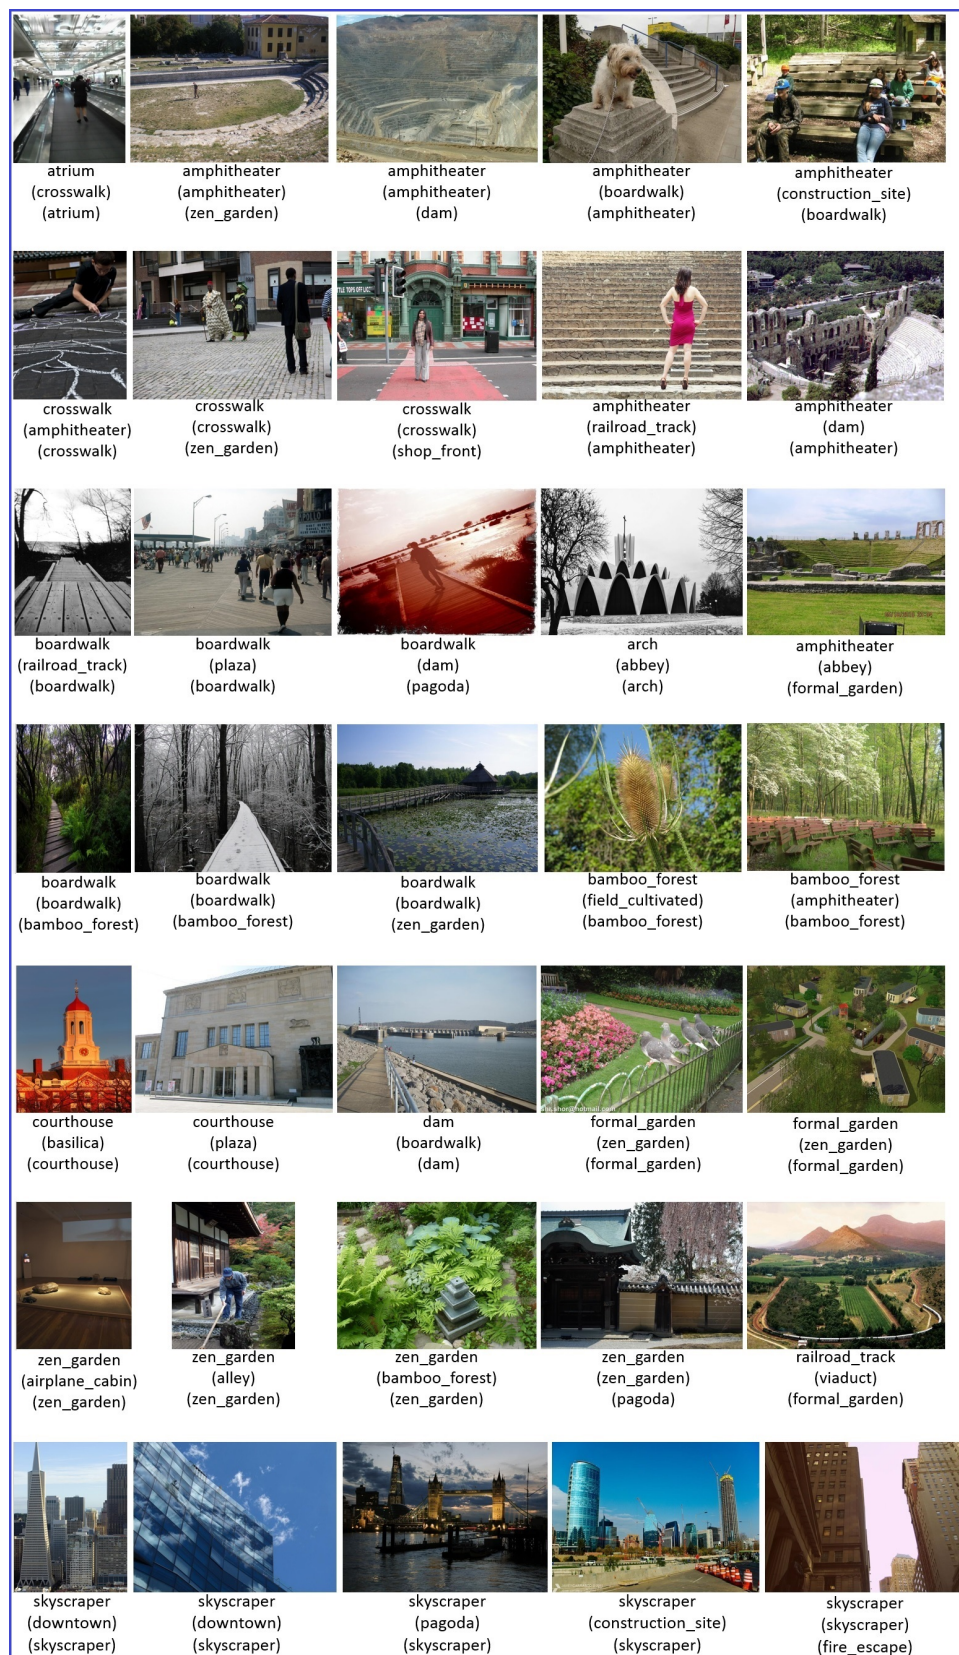 atrium
(crosswalk)
(atrium)
amphitheater
(amphitheater)
(zen_garden)
amphitheater
(amphitheater)
(dam)
amphitheater
(boardwalk)
(amphitheater)
amphitheater
(construction_site)
(boardwalk)
TLE TOPS OFF LIC
crosswalk
(amphitheater)
(crosswalk)
crosswalk
(crosswalk)
(zen_garden)
crosswalk
(crosswalk)
(shop_front)
amphitheater
(railroad_track)
(amphitheater)
amphitheater
(dam)
(amphitheater)
boardwalk
(railroad_track)
(boardwalk)
boardwalk
(plaza)
(boardwalk)
boardwalk
(dam)
(pagoda)
arch
(abbey)
(arch)
amphitheater
(abbey)
(formal_garden)
boardwalk
(boardwalk)
(bamboo_forest)
boardwalk
(boardwalk)
(bamboo_forest)
boardwalk
(boardwalk)
(zen_garden)
bamboo_forest
(field_cultivated)
(bamboo_forest)
bamboo_forest
(amphitheater)
(bamboo_forest)
courthouse
(basilica)
(courthouse)
courthouse
(plaza)
(courthouse)
dam
(boardwalk)
(dam)
formal_garden
(zen_garden)
(formal_garden)
formal_garden
(zen_garden)
(formal_garden)
zen_garden
(airplane_cabin)
(zen_garden)
zen_garden
(alley)
(zen_garden)
zen_garden
(bamboo_forest)
(zen_garden)
zen_garden
(zen_garden)
(pagoda)
railroad_track
(viaduct)
(formal_garden)
skyscraper
(downtown)
(skyscraper)
skyscraper
(downtown)
(skyscraper)
skyscraper
(pagoda)
(skyscraper)
skyscraper
(construction_site)
(skyscraper)
skyscraper
(skyscraper)
(fire_escape)